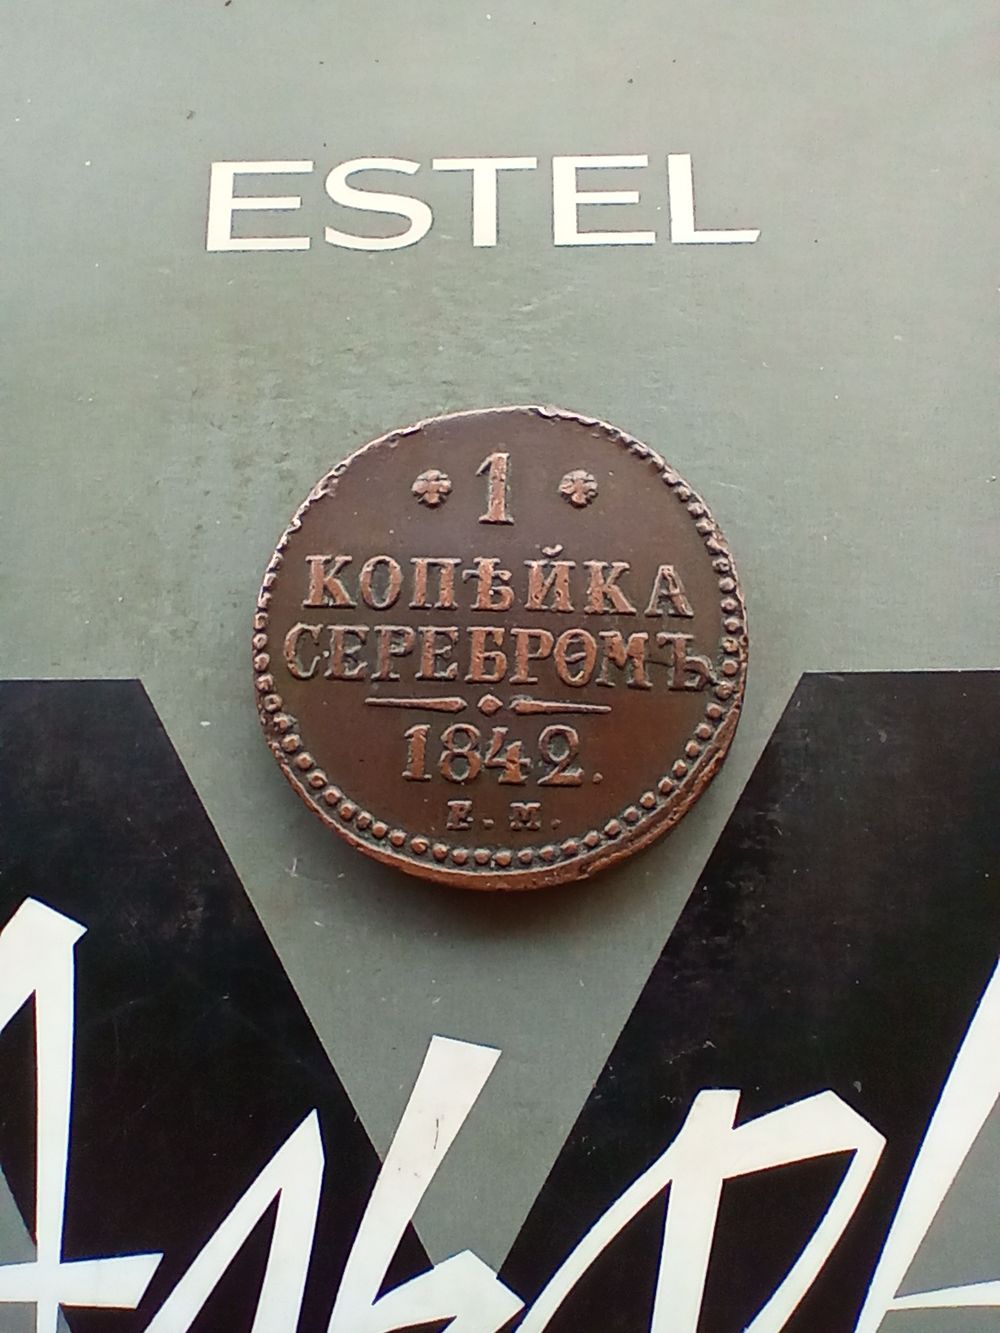 ESTEL
1
КОПѢЙКА
СЕРЕБРОМЪ
1842.
Е. М.